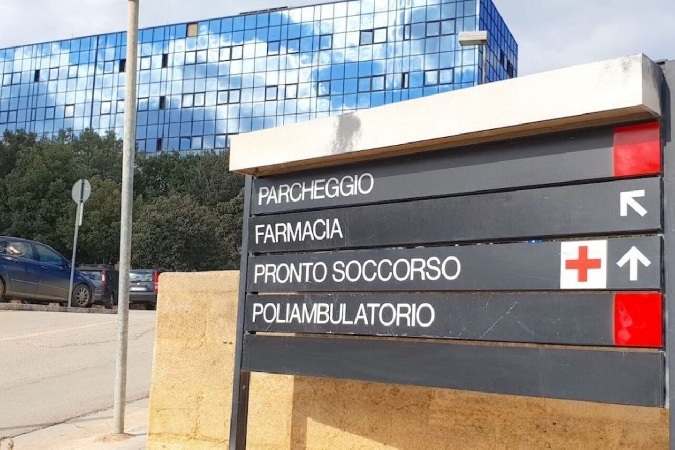 PARCHEGGIO
FARMACIA
PRONTO SOCCORSO
POLIAMBULATORIO